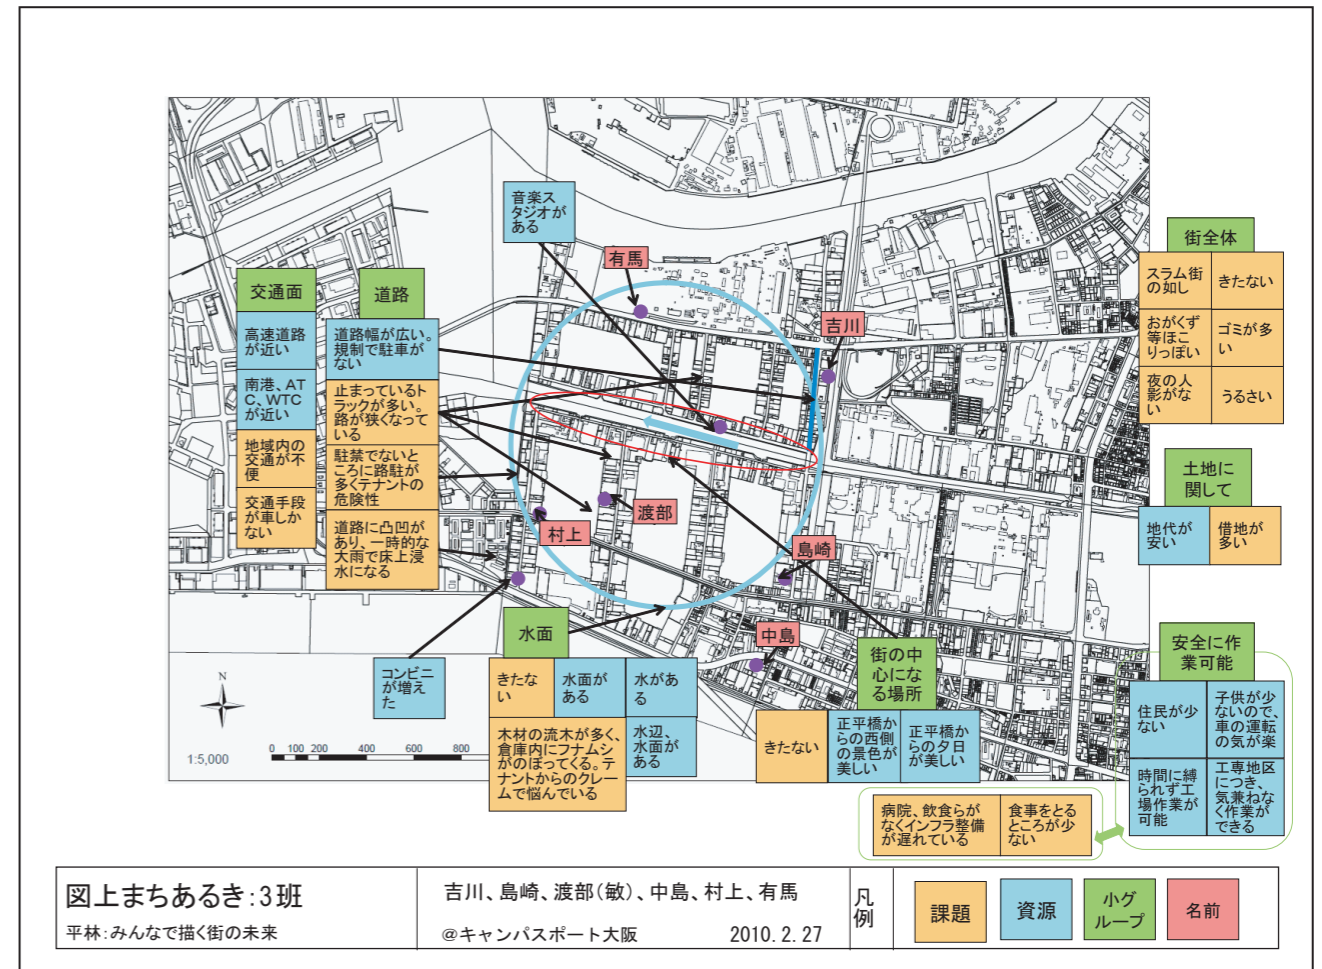 音楽ス
タジオが
ある
有馬
吉川
街全体
スラム街
の如し
きたない
おがくず
等ほこ
りっぽい
ゴミが多
い
夜の人
影がな
い
うるさい
交通面
高速道路
が近い
南港、AT
C、WTC
が近い
地域内の
交通が不
便
交通手段
が車しか
ない
道路
道路幅が広い。
規制で駐車が
ない
止まっているト
ラックが多い。
路が狭くなって
いる
駐禁でないと
ころに路駐が
多くテナントの
危険性
道路に凸凹が
あり、一時的な
大雨で床上浸
水になる
渡部
村上
島崎
中島
土地に
関して
地代が
安い
借地が
多い
コンビニ
が増え
た
水面
きたな
い
水面が
ある
水があ
る
木材の流木が多く、
倉庫内にフナムシ
がのぼってくる。テ
ナントからのクレー
ムで悩んでいる
水辺、
水面が
ある
街の中
心にな
る場所
きたない
正平橋か
らの西側
の景色が
美しい
正平橋か
らの夕日
が美しい
安全に作
業可能
住民が少
ない
子供が少
ないので、
車の運転
の気が楽
時間に縛
られず工
場作業が
可能
工専地区
につき、
気兼ねな
く作業が
できる
病院、飲食らが
なくインフラ整備
が遅れている
食事をとる
ところが少
ない
N
1:5,000
0 100 200 400 600 800
図上まちあるき:3班
平林:みんなで描く街の未来
吉川、島崎、渡部(敏)、中島、村上、有馬
@キャンパスポート大阪 2010.2.27
凡例
課題
資源
小グ
ループ
名前